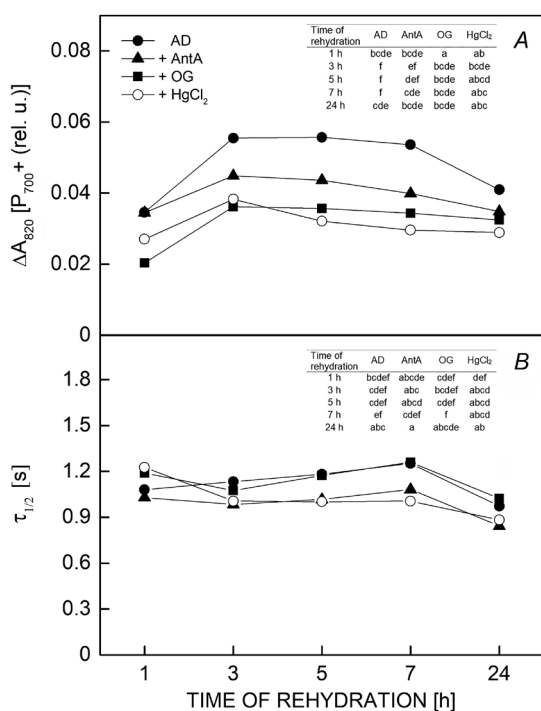 0.08
0.06
0.04
0.02
0
ΔA820 [P700+ (rel. u.)]
AD
+ AntA
+ OG
+ HgCl2
A
Time of rehydration AD AntA OG HgCl2
1 h bcde bcde a ab
3 h f ef bcde bcde
5 h f def bcde abcd
7 h f cde bcde abc
24 h cde bcde bcde abc
B
Time of rehydration AD AntA OG HgCl2
1 h bcdef abcde cdef def
3 h cdef abc bcdef abcd
5 h cdef abcd cdef abcd
7 h ef cdef f abcd
24 h abc a abcde ab
1.8
1.5
1.2
0.9
0.6
0.3
0
τ1/2 [s]
1 3 5 7 24
TIME OF REHYDRATION [h]